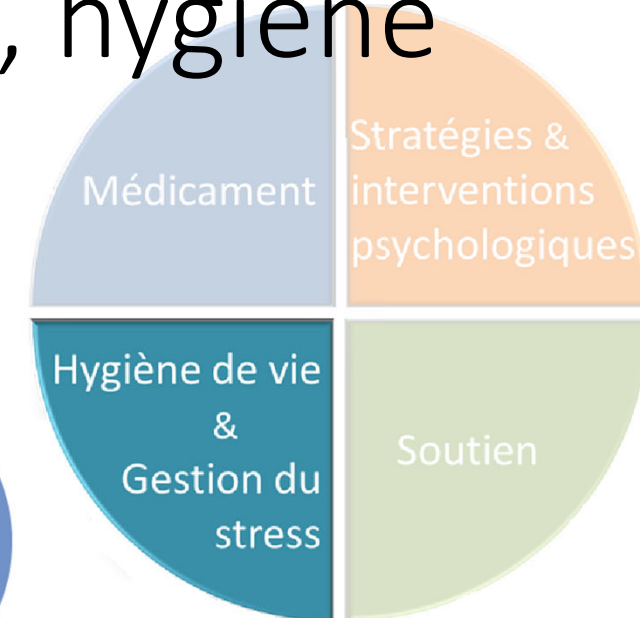 , hygiène
Médicament
Stratégies &
interventions
psychologiques
Hygiène de vie
&
Gestion du
stress
Soutien